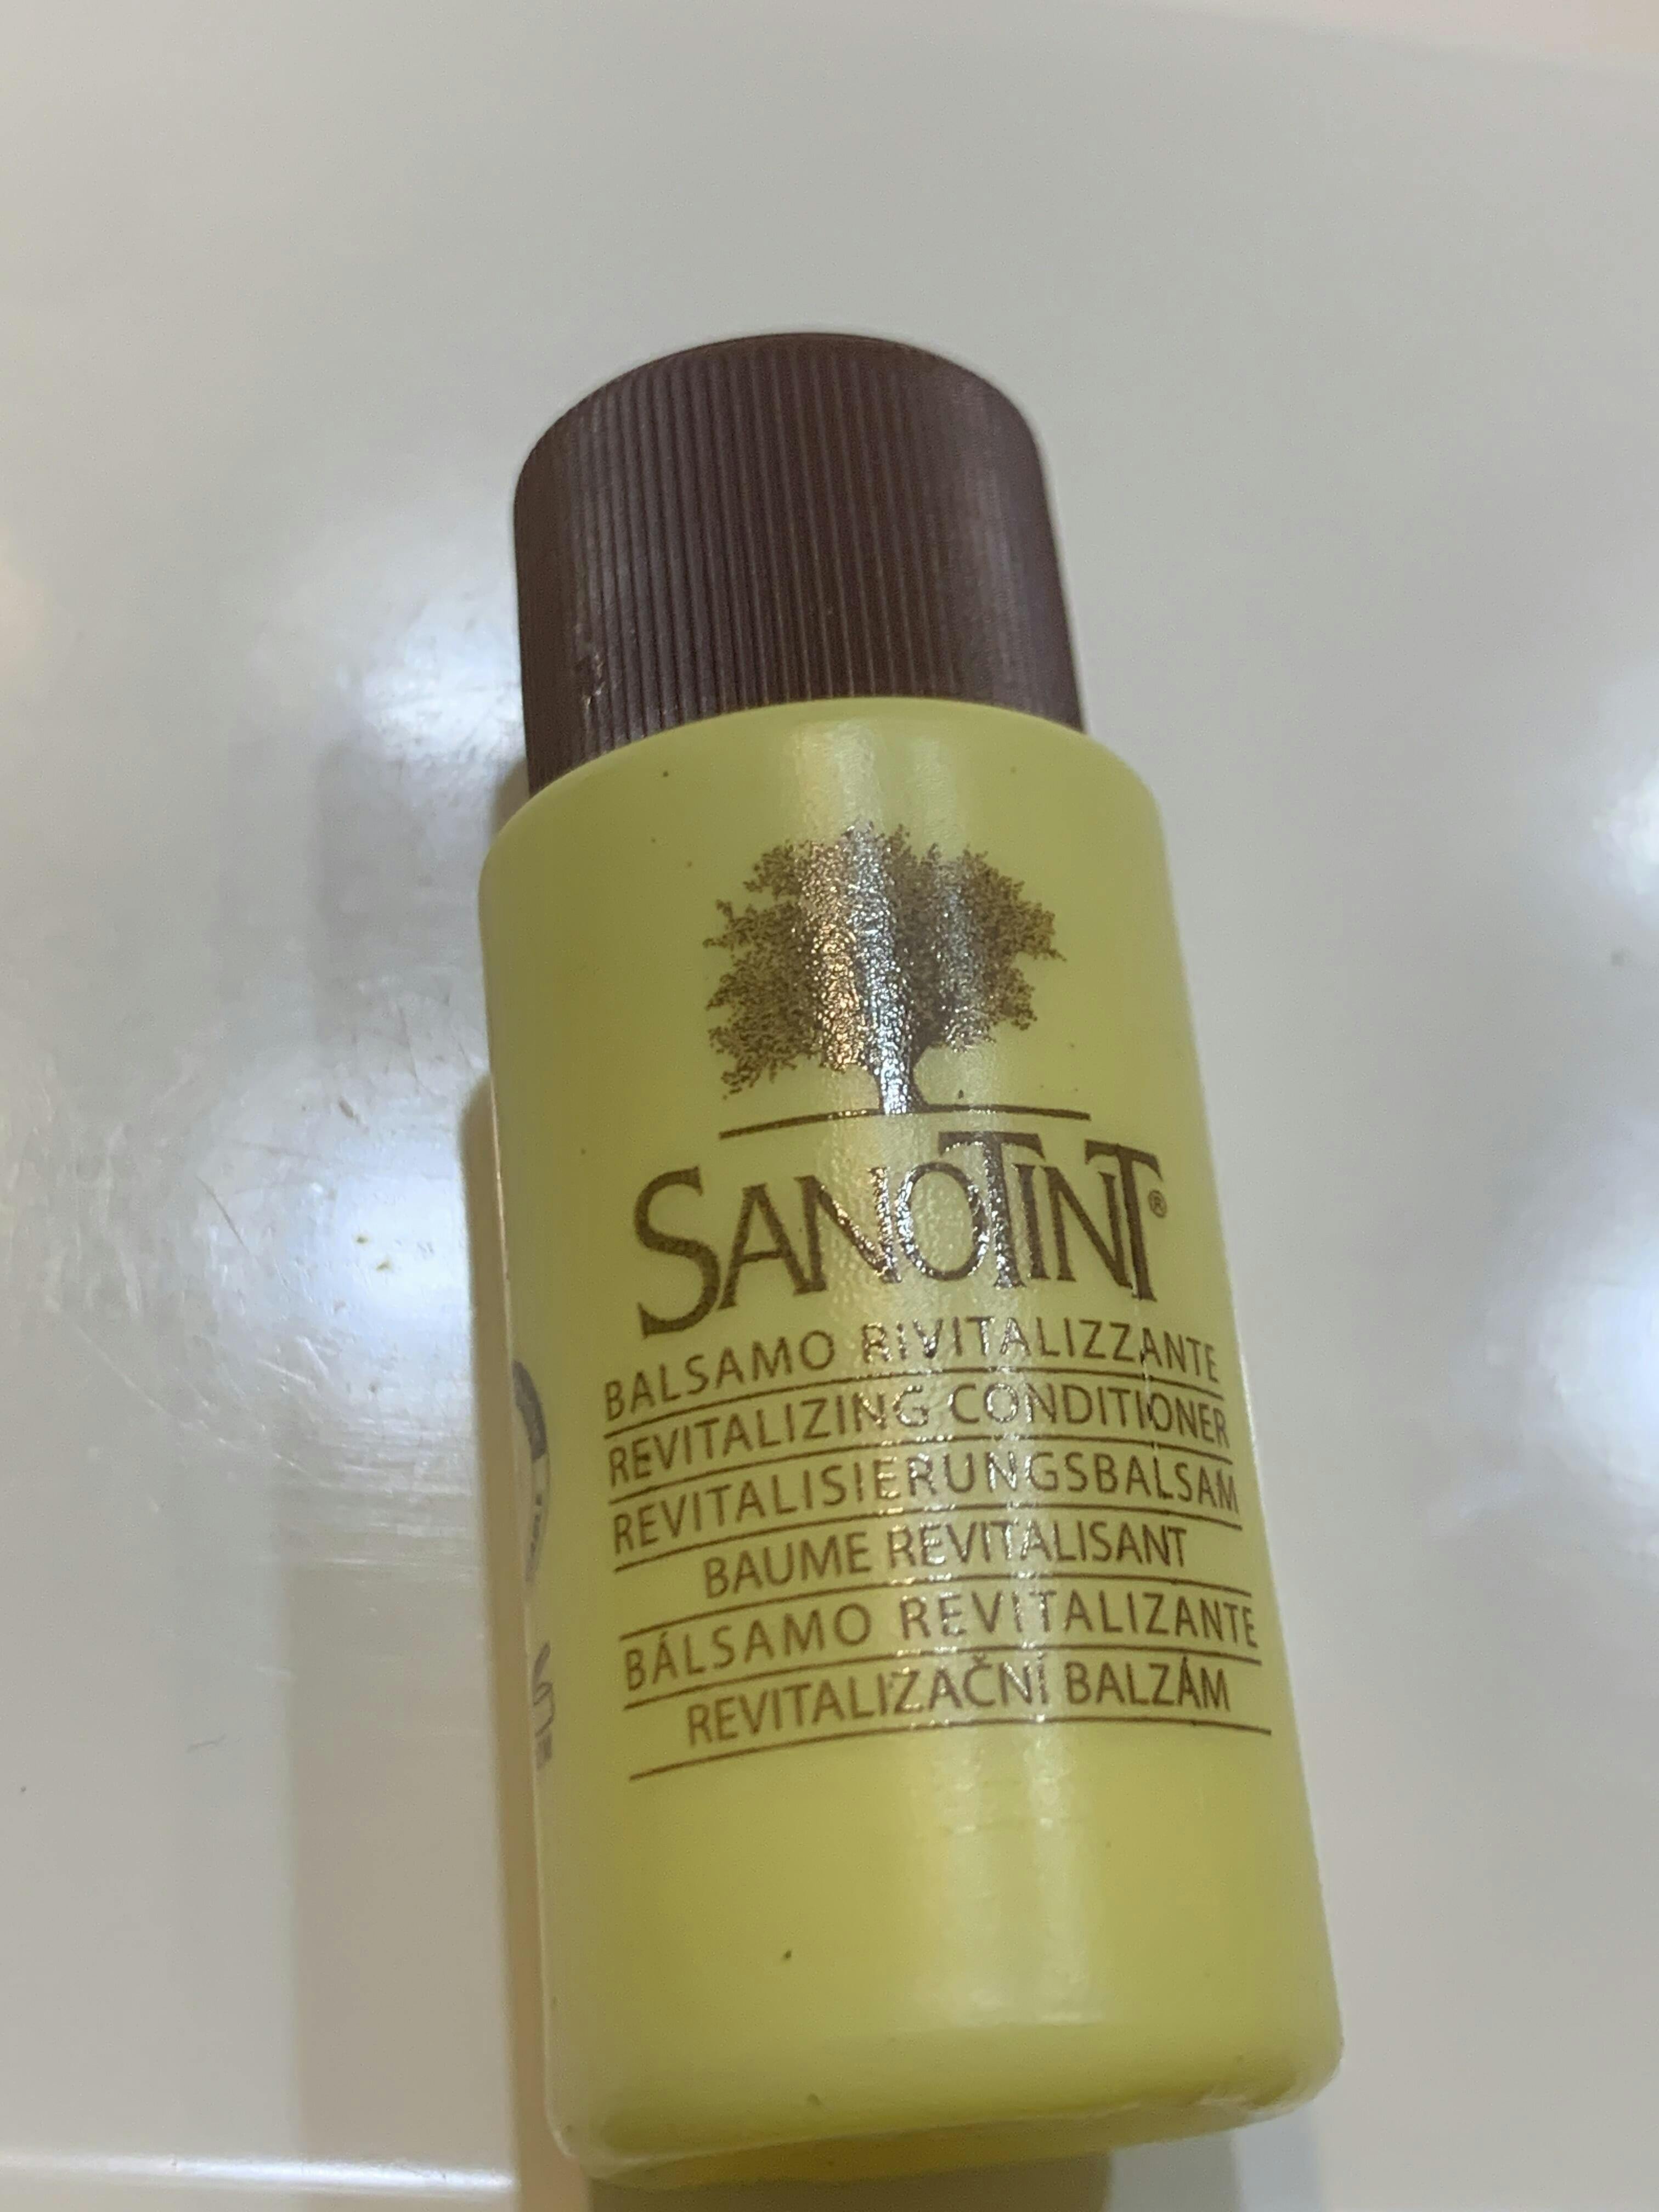 SANOTINT®
BALSAMO RIVITALIZZANTE
REVITALIZING CONDITIONER
REVITALISIERUNGSBALSAM
BAUME REVITALISANT
BÁLSAMO REVITALIZANTE
REVITALIZAČNÍ BALZÁM